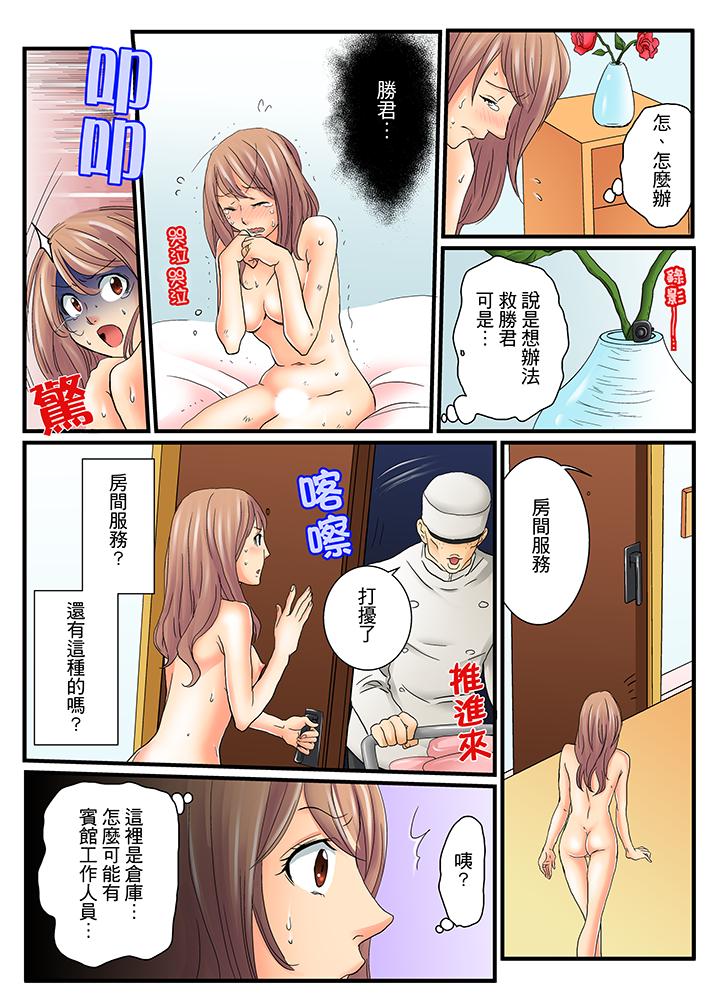 怎、怎麼辦
錄影……
說是想辦法
救勝君
可是…
勝君…
哭泣哭泣
叩叩
驚
房間服務
喀嚓
打擾了
推進來
房間服務？
還有這種的嗎？
咦？
這裡是倉庫…
怎麼可能有
賓館工作人員…